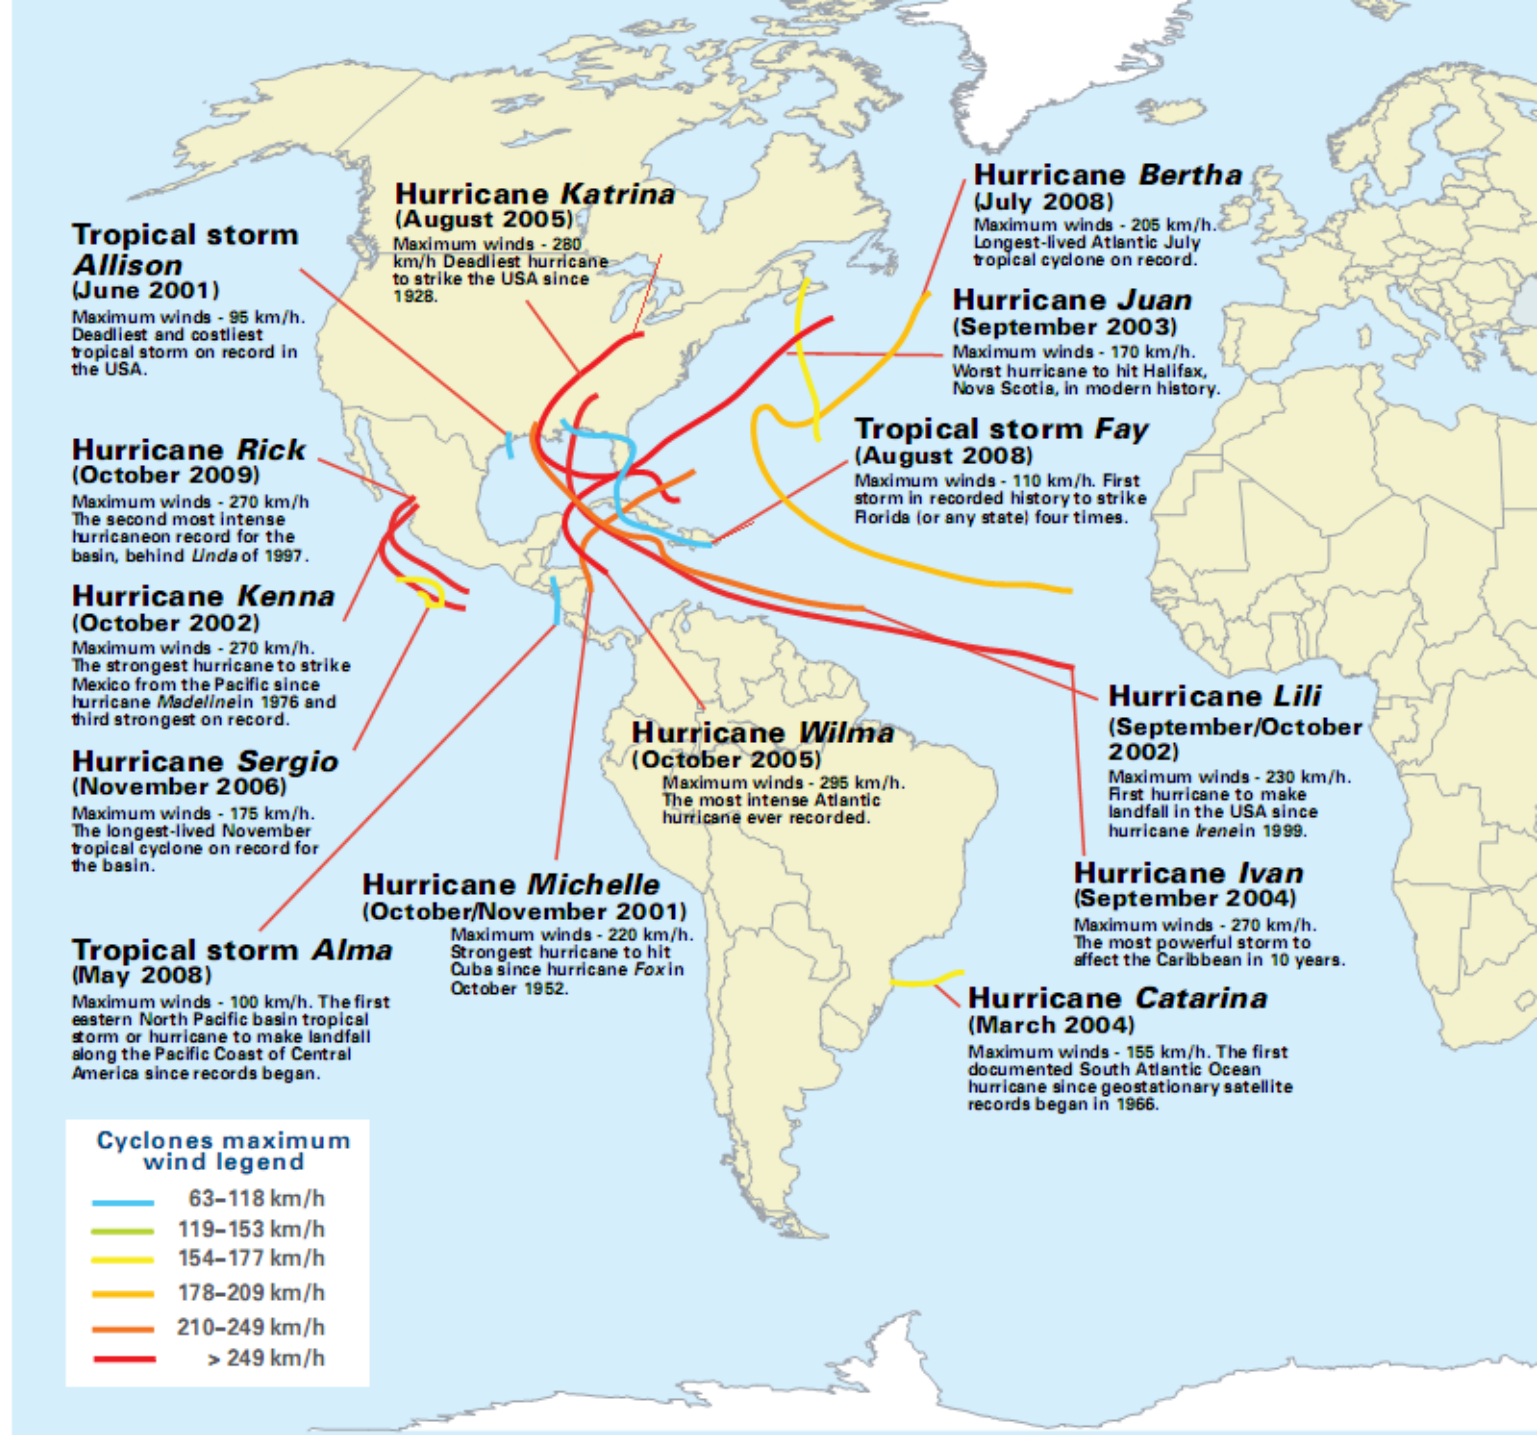 Hurricane Katrina
(August 2005)
Maximum winds - 280
km/h Deadliest hurricane
to strike the USA since
1928.
Tropical storm
Allison
(June 2001)
Maximum winds - 95 km/h.
Deadliest and costliest
tropical storm on record in
the USA.
Hurricane Rick
(October 2009)
Maximum winds - 270 km/h
The second most intense
hurricaneon record for the
basin, behind Linda of 1997.
Hurricane Kenna
(October 2002)
Maximum winds - 270 km/h.
The strongest hurricane to strike
Mexico from the Pacific since
hurricane Madelinein 1976 and
third strongest on record.
Hurricane Sergio
(November 2006)
Maximum winds - 175 km/h.
The longest-lived November
tropical cyclone on record for
the basin.
Tropical storm Alma
(May 2008)
Maximum winds - 100 km/h. The first
eastern North Pacific basin tropical
storm or hurricane to make landfall
along the Pacific Coast of Central
America since records began.
Hurricane Michelle
(October/November 2001)
Maximum winds - 220 km/h.
Strongest hurricane to hit
Cuba since hurricane Fox in
October 1952.
Hurricane Wilma
(October 2005)
Maximum winds - 295 km/h.
The most intense Atlantic
hurricane ever recorded.
Hurricane Bertha
(July 2008)
Maximum winds - 205 km/h.
Longest-lived Atlantic July
tropical cyclone on record.
Hurricane Juan
(September 2003)
Maximum winds - 170 km/h.
Worst hurricane to hit Halifax,
Nova Scotia, in modern history.
Tropical storm Fay
(August 2008)
Maximum winds - 110 km/h. First
storm in recorded history to strike
Florida (or any state) four times.
Hurricane Lili
(September/October
2002)
Maximum winds - 230 km/h.
First hurricane to make
landfall in the USA since
hurricane Irenein 1999.
Hurricane Ivan
(September 2004)
Maximum winds - 270 km/h.
The most powerful storm to
affect the Caribbean in 10 years.
Hurricane Catarina
(March 2004)
Maximum winds - 155 km/h. The first
documented South Atlantic Ocean
hurricane since geostationary satellite
records began in 1966.
Cyclones maximum
wind legend
63–118 km/h
119–153 km/h
154–177 km/h
178–209 km/h
210–249 km/h
> 249 km/h